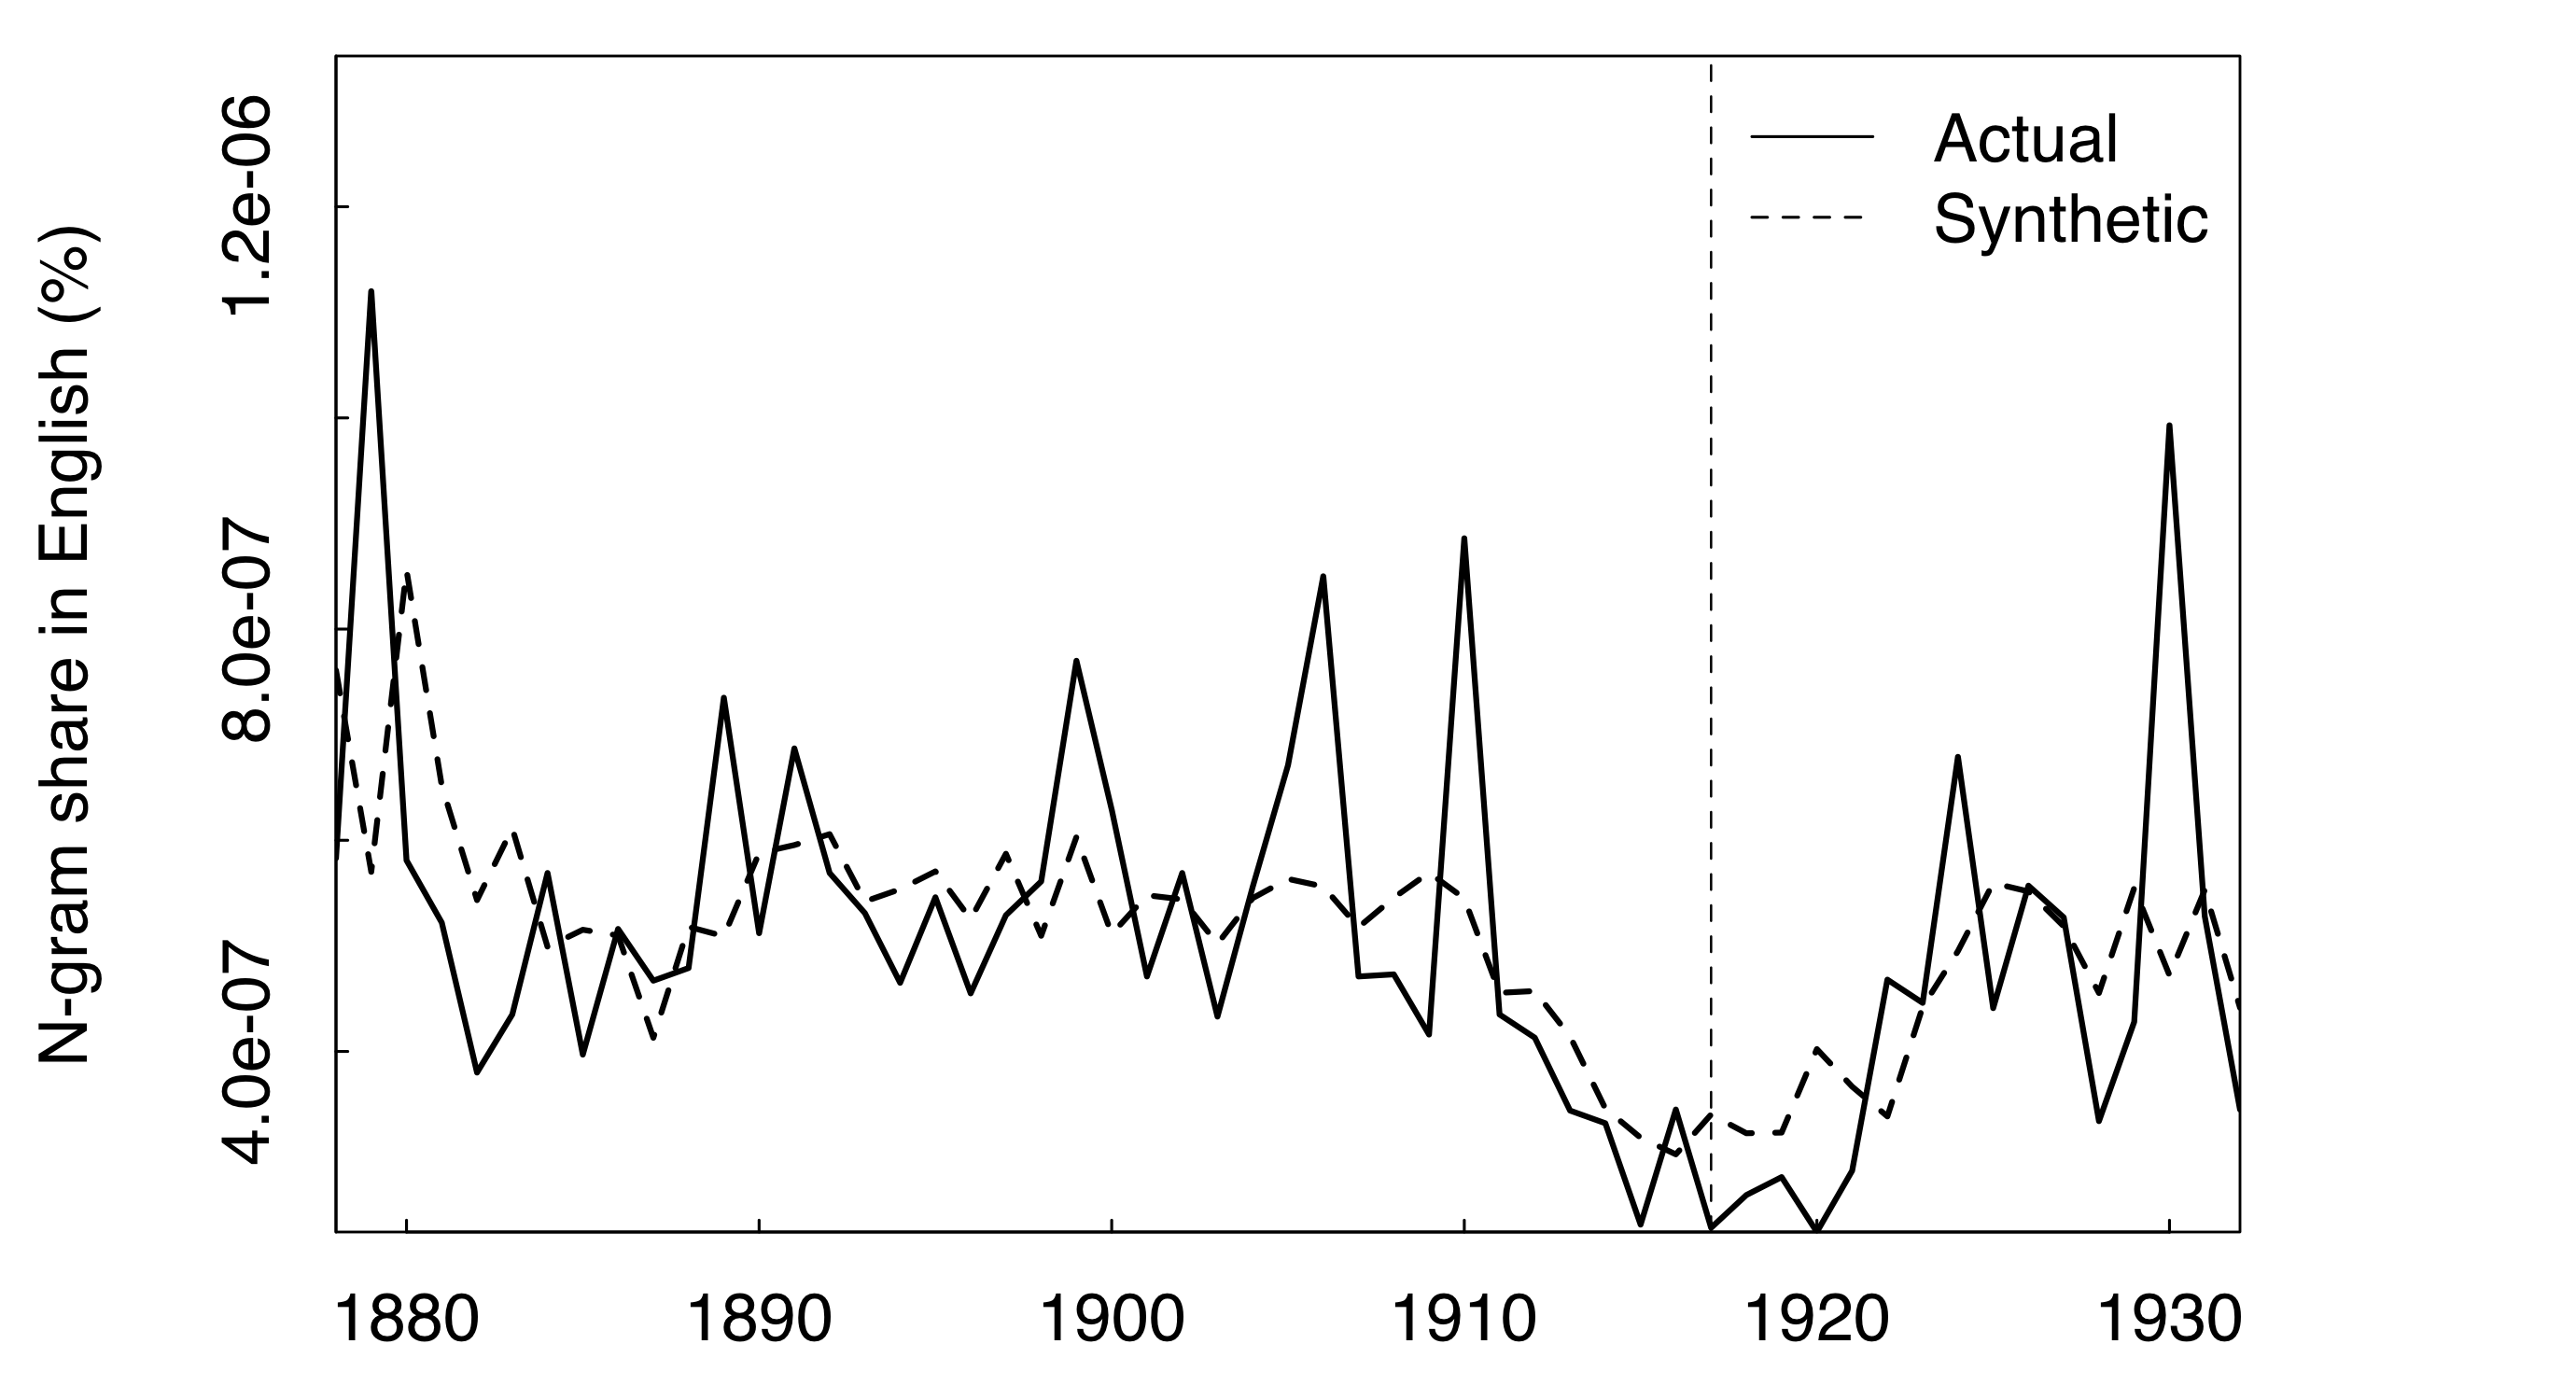 N-gram share in English (%)
1.2e-06
8.0e-07
4.0e-07
Actual
Synthetic
1880 1890 1900 1910 1920 1930